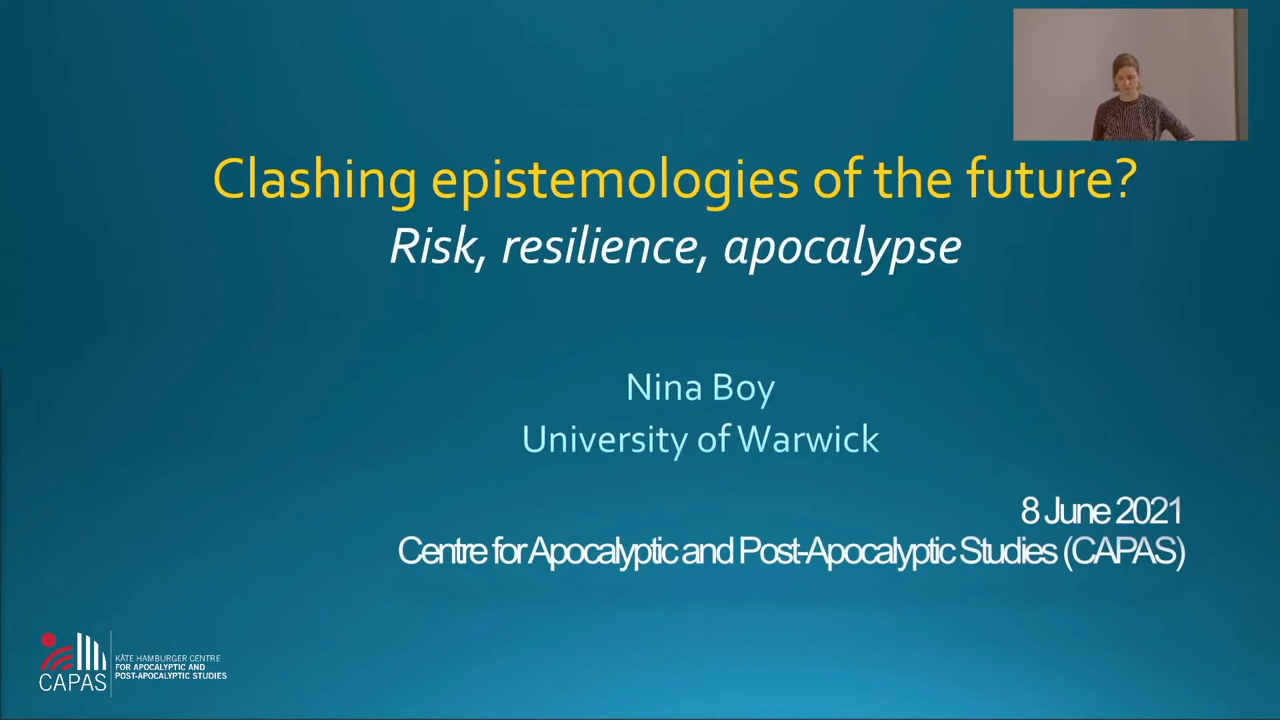 Clashing epistemologies of the future?
Risk, resilience, apocalypse
Nina Boy
University of Warwick
8 June 2021
Centre for Apocalyptic and Post-Apocalyptic Studies (CAPAS)
CAPAS
KÄTE HAMBURGER CENTRE
FOR APOCALYPTIC AND
POST-APOCALYPTIC STUDIES